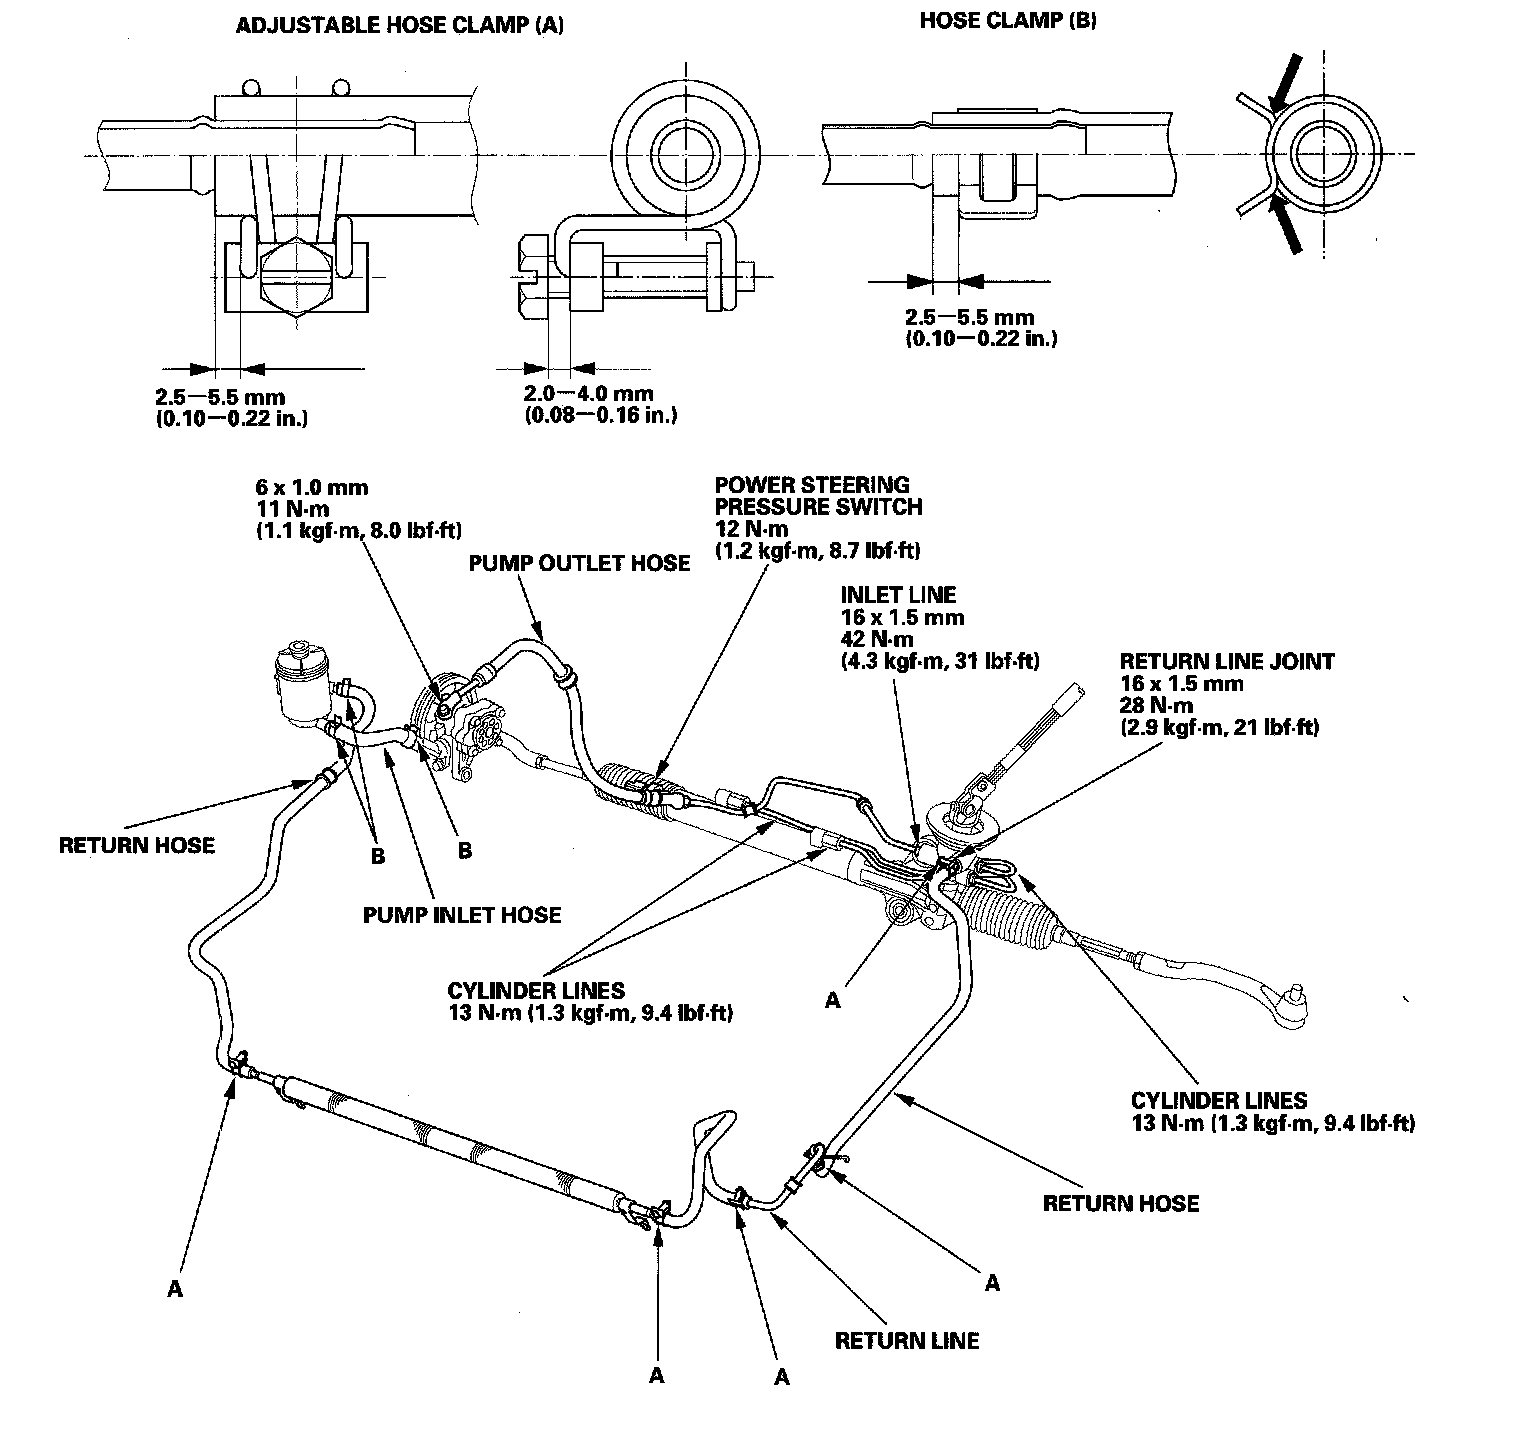 ADJUSTABLE HOSE CLAMP (A)
HOSE CLAMP (B)
2.5—5.5 mm
(0.10—0.22 in.)
2.0—4.0 mm
(0.08—0.16 in.)
2.5—5.5 mm
(0.10—0.22 in.)
6 x 1.0 mm
11 N·m
(1.1 kgf·m, 8.0 lbf·ft)
PUMP OUTLET HOSE
POWER STEERING
PRESSURE SWITCH
12 N·m
(1.2 kgf·m, 8.7 lbf·ft)
INLET LINE
16 x 1.5 mm
42 N·m
(4.3 kgf·m, 31 lbf·ft)
RETURN LINE JOINT
16 x 1.5 mm
28 N·m
(2.9 kgf·m, 21 lbf·ft)
RETURN HOSE
B
B
PUMP INLET HOSE
CYLINDER LINES
13 N·m (1.3 kgf·m, 9.4 lbf·ft)
A
CYLINDER LINES
13 N·m (1.3 kgf·m, 9.4 lbf·ft)
RETURN HOSE
A
A
RETURN LINE
A
A